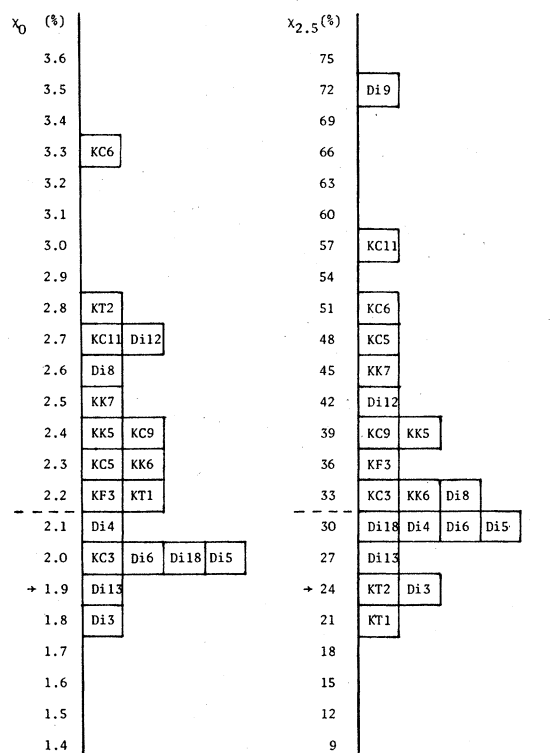 χ0 (%) χ2.5(%)
3.6 75
3.5 72 Di9
3.4 69
3.3 KC6 66
3.2 63
3.1 60
3.0 57 KC11
2.9 54
2.8 KT2 51 KC6
2.7 KC11 Di12 48 KC5
2.6 Di8 45 KK7
2.5 KK7 42 Di12
2.4 KK5 KC9 39 KC9 KK5
2.3 KC5 KK6 36 KF3
2.2 KF3 KT1 33 KC3 KK6 Di8
2.1 Di4 30 Di18 Di4 Di6 Di5
2.0 KC3 Di6 Di18 Di5 27 Di13
→ 1.9 Di13 → 24 KT2 Di3
1.8 Di3 21 KT1
1.7 18
1.6 15
1.5 12
1.4 9